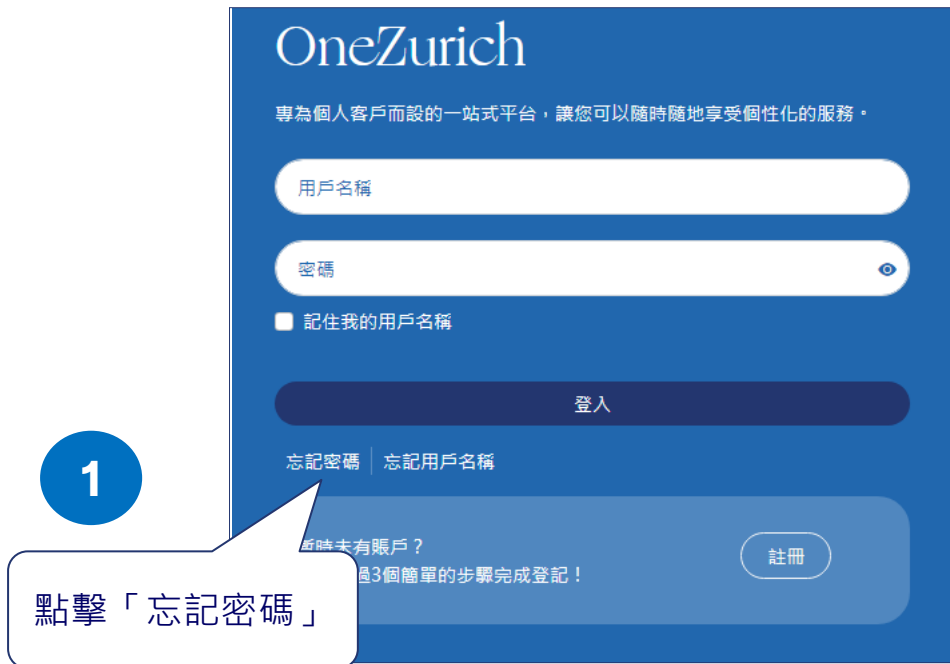 OneZurich
專為個人客戶而設的一站式平台，讓您可以隨時隨地享受個性化的服務。
用戶名稱
密碼
記住我的用戶名稱
登入
忘記密碼 忘記用戶名稱
1
時未有賬戶？
過3個簡單的步驟完成登記！
註冊
點擊「忘記密碼」